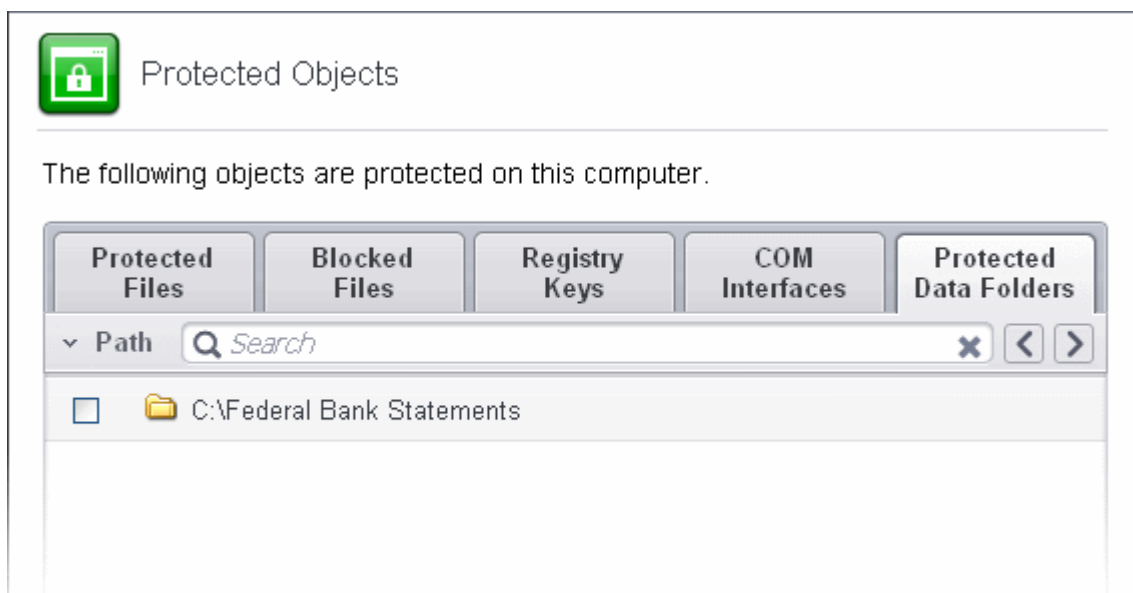 Protected Objects
The following objects are protected on this computer.
Protected Files
Blocked Files
Registry Keys
COM Interfaces
Protected Data Folders
Path
Search
C:\Federal Bank Statements